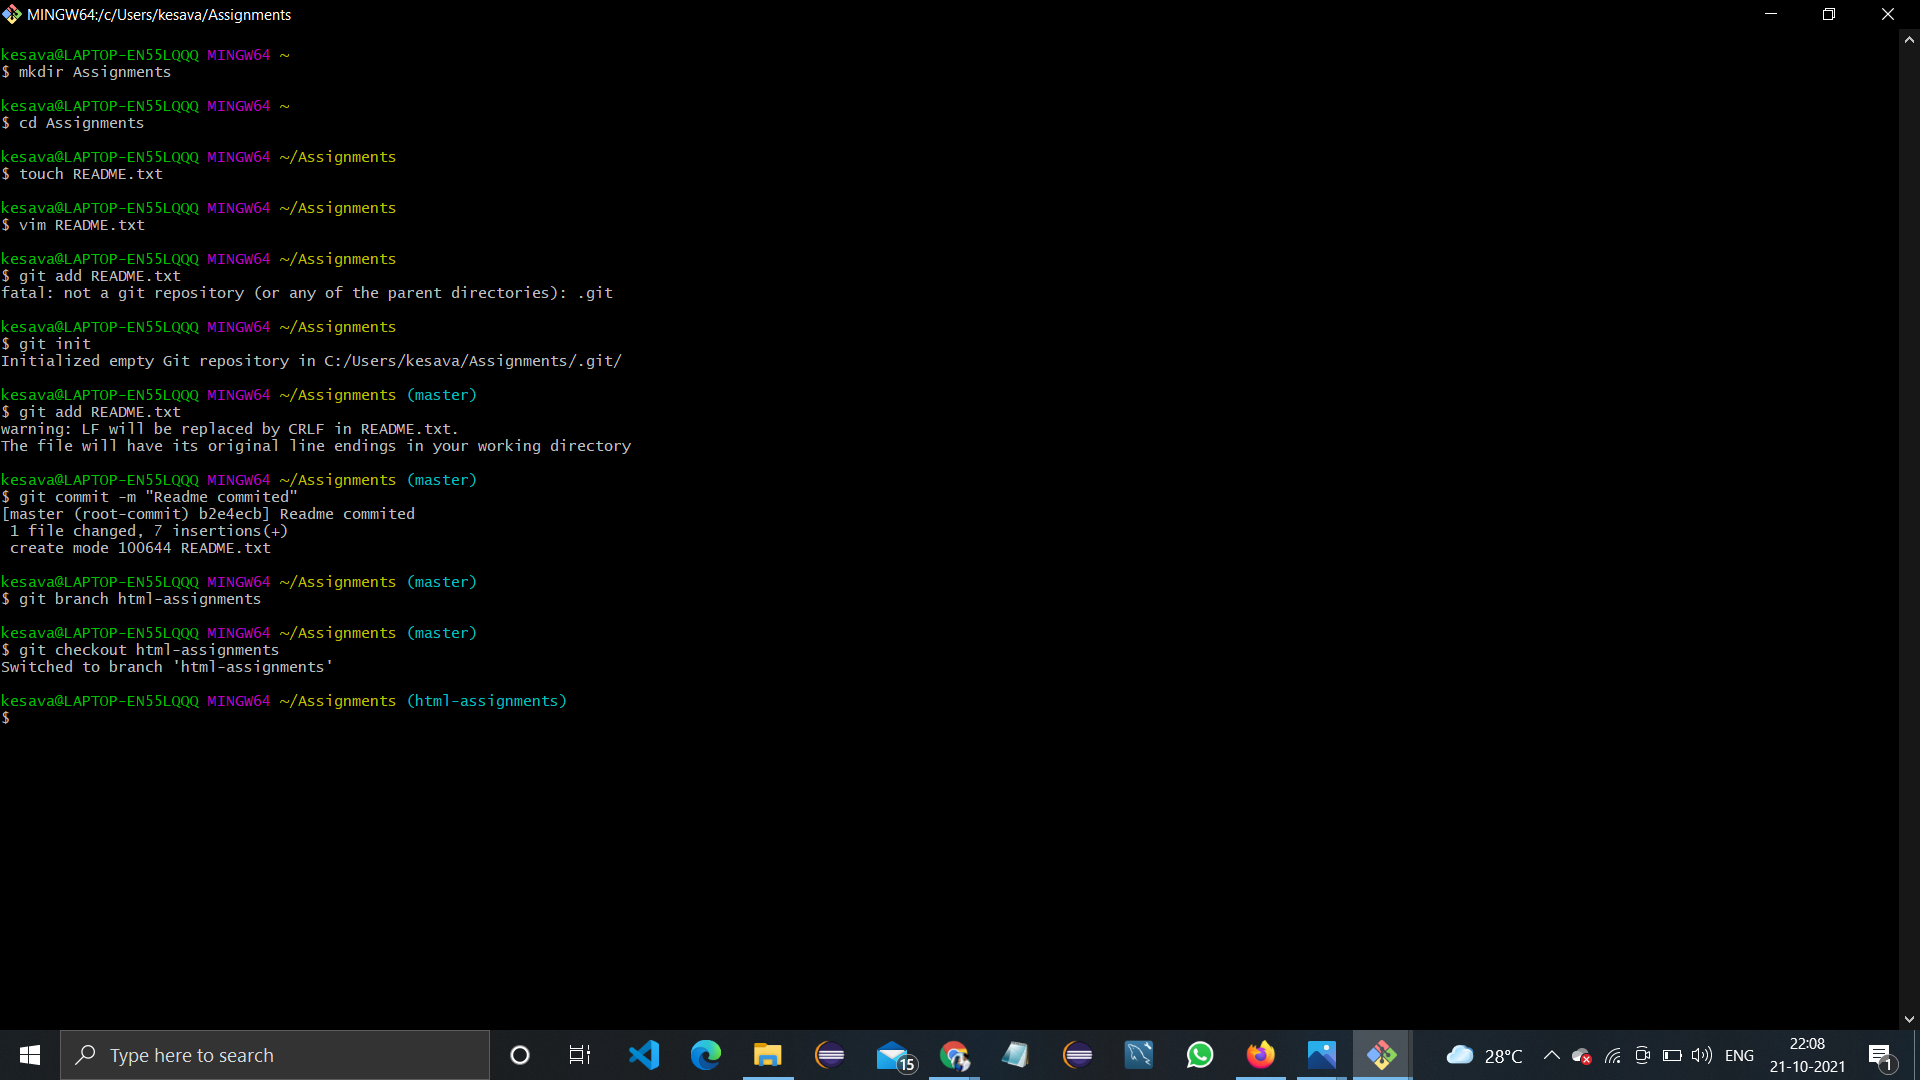 MINGW64:/c/Users/kesava/Assignments
kesava@LAPTOP-EN55LQQQ MINGW64 ~
$ mkdir Assignments
kesava@LAPTOP-EN55LQQQ MINGW64 ~
$ cd Assignments
kesava@LAPTOP-EN55LQQQ MINGW64 ~/Assignments
$ touch README.txt
kesava@LAPTOP-EN55LQQQ MINGW64 ~/Assignments
$ vim README.txt
kesava@LAPTOP-EN55LQQQ MINGW64 ~/Assignments
$ git add README.txt
fatal: not a git repository (or any of the parent directories): .git
kesava@LAPTOP-EN55LQQQ MINGW64 ~/Assignments
$ git init
Initialized empty Git repository in C:/Users/kesava/Assignments/.git/
kesava@LAPTOP-EN55LQQQ MINGW64 ~/Assignments (master)
$ git add README.txt
warning: LF will be replaced by CRLF in README.txt.
The file will have its original line endings in your working directory
kesava@LAPTOP-EN55LQQQ MINGW64 ~/Assignments (master)
$ git commit -m "Readme commited"
[master (root-commit) b2e4ecb] Readme commited
 1 file changed, 7 insertions(+)
 create mode 100644 README.txt
kesava@LAPTOP-EN55LQQQ MINGW64 ~/Assignments (master)
$ git branch html-assignments
kesava@LAPTOP-EN55LQQQ MINGW64 ~/Assignments (master)
$ git checkout html-assignments
Switched to branch 'html-assignments'
kesava@LAPTOP-EN55LQQQ MINGW64 ~/Assignments (html-assignments)
$
Type here to search
15
28°C
ENG
22:08
21-10-2021
1